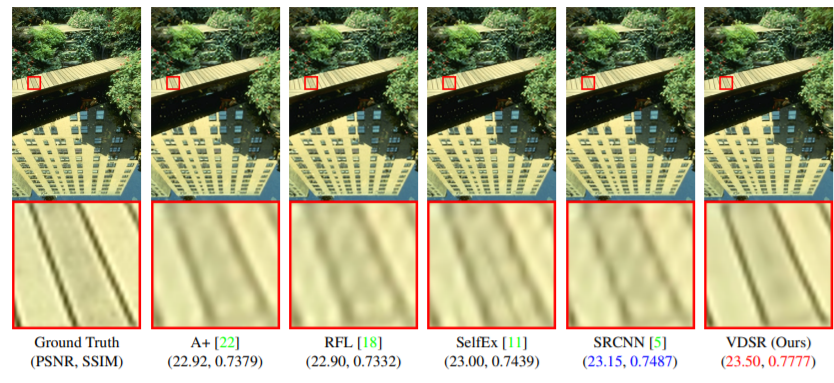 Ground Truth
(PSNR, SSIM)
A+ [22]
(22.92, 0.7379)
RFL [18]
(22.90, 0.7332)
SelfEx [11]
(23.00, 0.7439)
SRCNN [5]
(23.15, 0.7487)
VDSR (Ours)
(23.50, 0.7777)